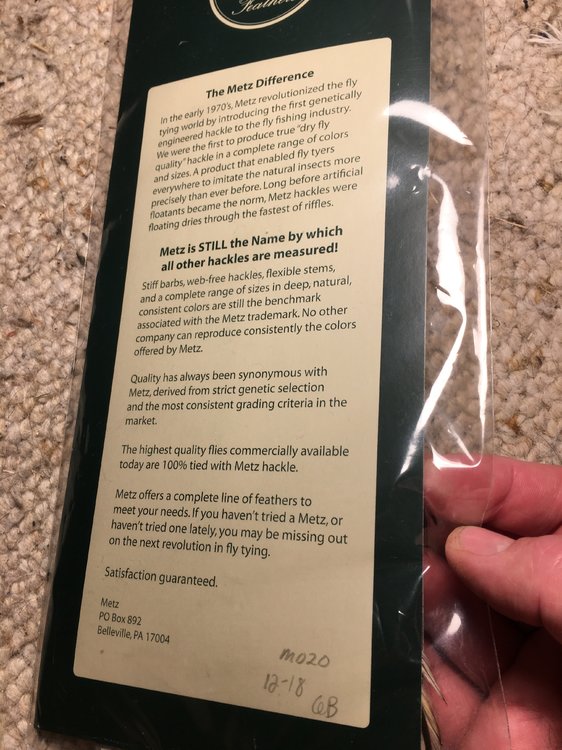 Feathers
The Metz Difference
In the early 1970's, Metz revolutionized the fly
tying world by introducing the first genetically
engineered hackle to the fly fishing industry.
We were the first to produce true "dry fly
quality" hackle in a complete range of colors
and sizes. A product that enabled fly tyers
everywhere to imitate the natural insects more
precisely than ever before. Long before artificial
floatants became the norm, Metz hackles were
floating dries through the fastest of riffles.
Metz is STILL the Name by which
all other hackles are measured!
Stiff barbs, web-free hackles, flexible stems,
and a complete range of sizes in deep, natural,
consistent colors are still the benchmark
associated with the Metz trademark. No other
company can reproduce consistently the colors
offered by Metz.
Quality has always been synonymous with
Metz, derived from strict genetic selection
and the most consistent grading criteria in the
market.
The highest quality flies commercially available
today are 100% tied with Metz hackle.
Metz offers a complete line of feathers to
meet your needs. If you haven't tried a Metz, or
haven't tried one lately, you may be missing out
on the next revolution in fly tying.
Satisfaction guaranteed.
Metz
PO Box 892
Belleville, PA 17004
M020
12-18
6B